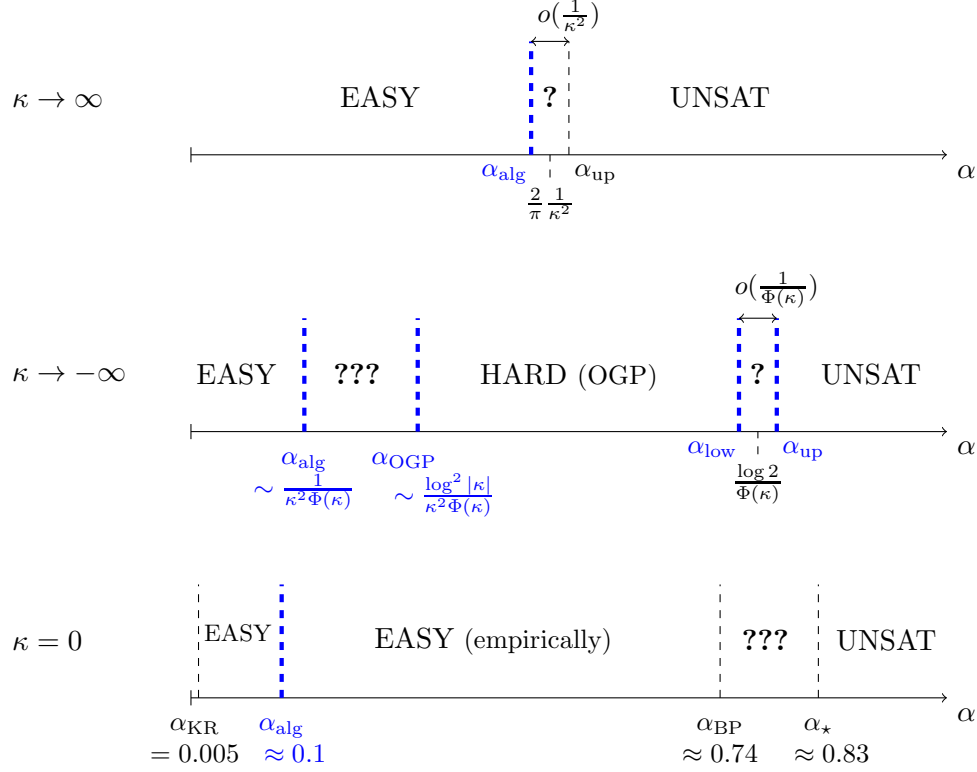 o(1/κ²)
κ → ∞
EASY
?
UNSAT
α_alg
α_up
α
2/π 1/κ²
o(1/Φ(κ))
κ → −∞
EASY
???
HARD (OGP)
?
UNSAT
α_alg
α_OGP
α_low
α_up
α
∼ 1/(κ²Φ(κ))
∼ log²|κ|/(κ²Φ(κ))
log 2/Φ(κ)
κ = 0
EASY
EASY (empirically)
???
UNSAT
α
α_KR
= 0.005
α_alg
≈ 0.1
α_BP
≈ 0.74
α_⋆
≈ 0.83